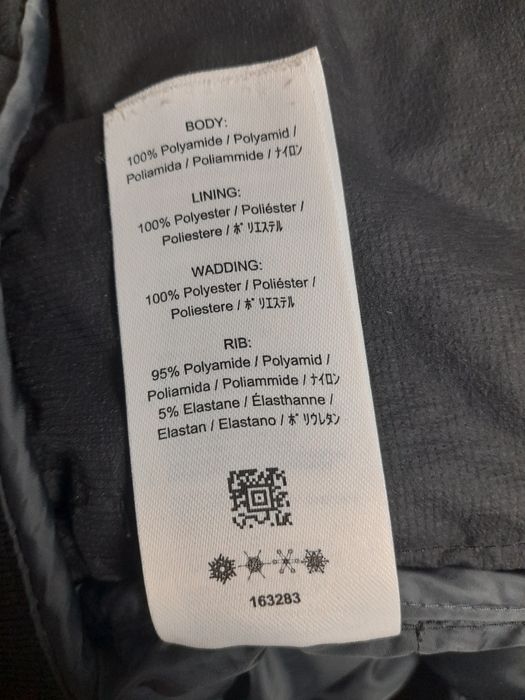 BODY:
100% Polyamide / Polyamid /
Poliamida / Poliammide / ﾅｲﾛﾝ
LINING:
100% Polyester / Poliéster /
Poliestere / ﾎﾟﾘｴｽﾃﾙ
WADDING:
100% Polyester / Poliéster /
Poliestere / ﾎﾟﾘｴｽﾃﾙ
RIB:
95% Polyamide / Polyamid /
Poliamida / Poliammide / ﾅｲﾛﾝ
5% Elastane / Élasthanne /
Elastan / Elastano / ﾎﾟﾘｳﾚﾀﾝ
163283